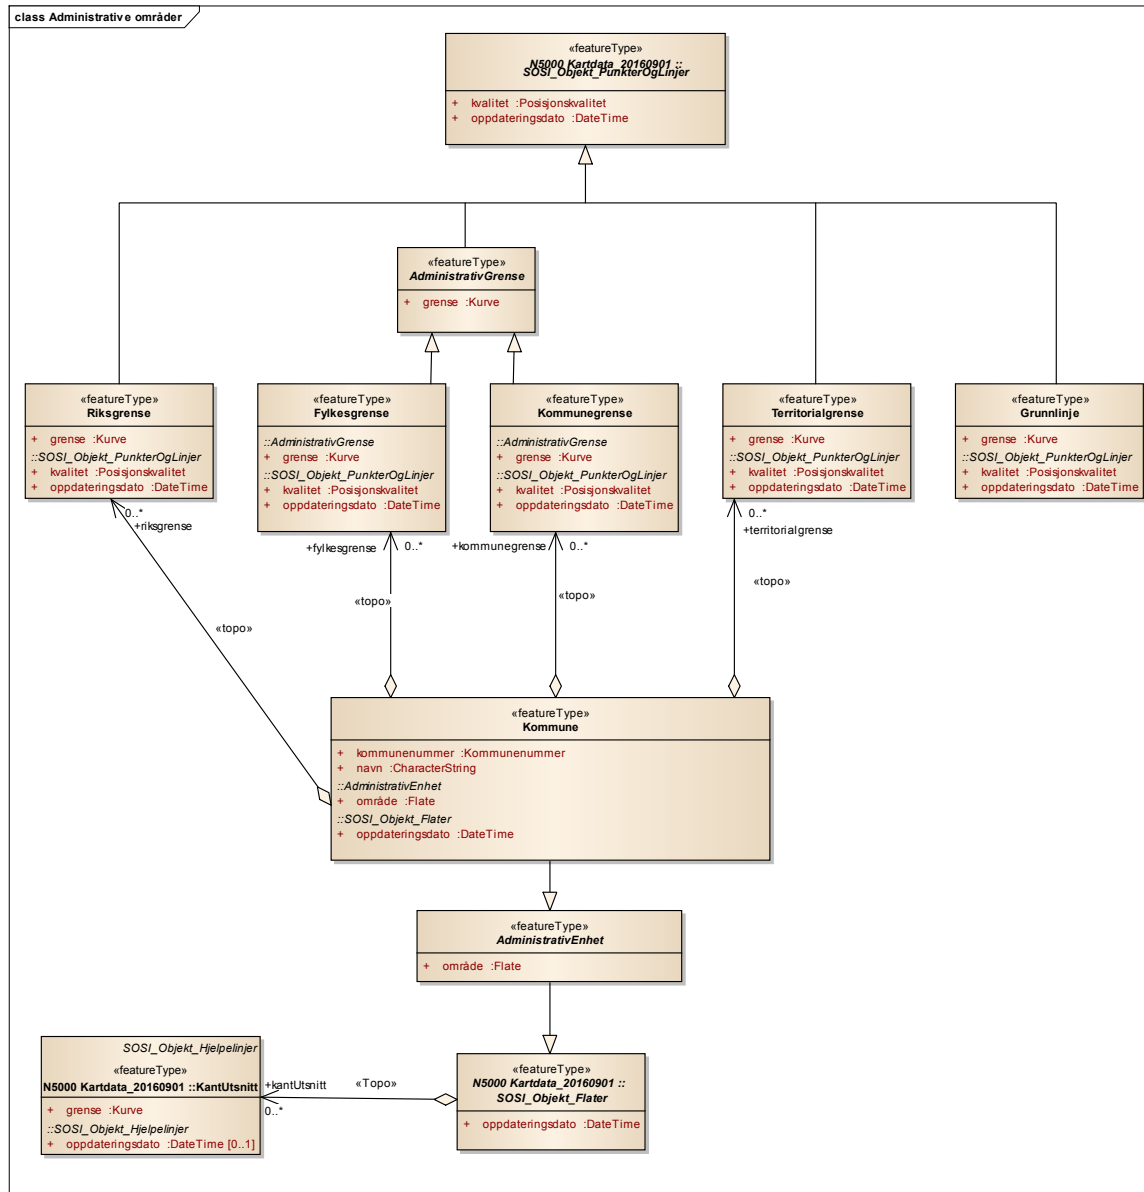 class Administrative områder
«featureType»
N5000 Kartdata_20160901 ::
SOSI_Objekt_PunkterOgLinjer
+ kvalitet :Posisjonskvalitet
+ oppdateringsdato :DateTime
«featureType»
AdministrativGrense
+ grense :Kurve
«featureType»
Riksgrense
+ grense :Kurve
::SOSI_Objekt_PunkterOgLinjer
+ kvalitet :Posisjonskvalitet
+ oppdateringsdato :DateTime
«featureType»
Fylkesgrense
::AdministrativGrense
+ grense :Kurve
::SOSI_Objekt_PunkterOgLinjer
+ kvalitet :Posisjonskvalitet
+ oppdateringsdato :DateTime
«featureType»
Kommunegrense
::AdministrativGrense
+ grense :Kurve
::SOSI_Objekt_PunkterOgLinjer
+ kvalitet :Posisjonskvalitet
+ oppdateringsdato :DateTime
«featureType»
Territorialgrense
+ grense :Kurve
::SOSI_Objekt_PunkterOgLinjer
+ kvalitet :Posisjonskvalitet
+ oppdateringsdato :DateTime
«featureType»
Grunnlinje
+ grense :Kurve
::SOSI_Objekt_PunkterOgLinjer
+ kvalitet :Posisjonskvalitet
+ oppdateringsdato :DateTime
0..*
+riksgrense
+fylkesgrense 0..*
+kommunegrense 0..*
0..*
+territorialgrense
«topo»
«topo»
«topo»
«topo»
«featureType»
Kommune
+ kommunenummer :Kommunenummer
+ navn :CharacterString
::AdministrativEnhet
+ område :Flate
::SOSI_Objekt_Flater
+ oppdateringsdato :DateTime
«featureType»
AdministrativEnhet
+ område :Flate
SOSI_Objekt_Hjelpelinjer
«featureType»
N5000 Kartdata_20160901 ::KantUtsnitt
+ grense :Kurve
::SOSI_Objekt_Hjelpelinjer
+ oppdateringsdato :DateTime [0..1]
+kantUtsnitt
«Topo»
0..*
«featureType»
N5000 Kartdata_20160901 ::
SOSI_Objekt_Flater
+ oppdateringsdato :DateTime